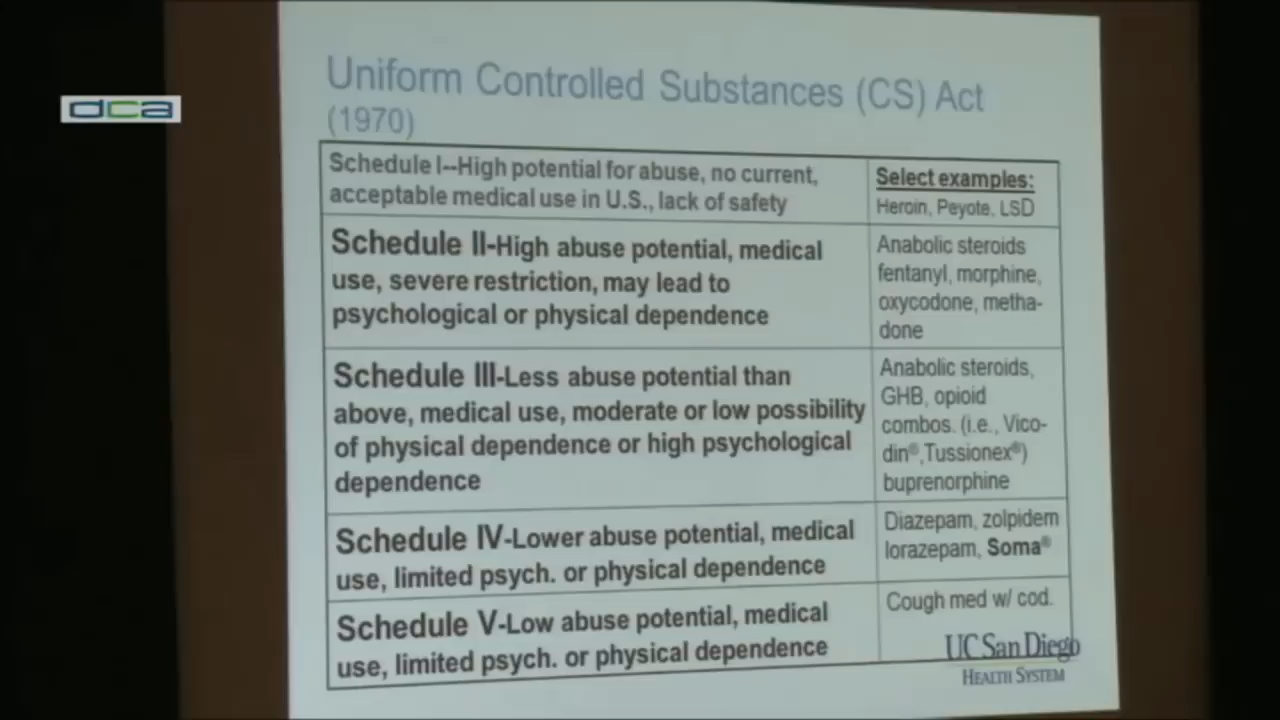 dca
Uniform Controlled Substances (CS) Act
(1970)
Schedule I--High potential for abuse, no current,
acceptable medical use in U.S., lack of safety
Select examples:
Heroin, Peyote, LSD
Schedule II-High abuse potential, medical
use, severe restriction, may lead to
psychological or physical dependence
Anabolic steroids
fentanyl, morphine,
oxycodone, metha-
done
Schedule III-Less abuse potential than
above, medical use, moderate or low possibility
of physical dependence or high psychological
dependence
Anabolic steroids,
GHB, opioid
combos. (i.e., Vico-
din®,Tussionex®)
buprenorphine
Schedule IV-Lower abuse potential, medical
use, limited psych. or physical dependence
Diazepam, zolpidem
lorazepam, Soma®
Schedule V-Low abuse potential, medical
use, limited psych. or physical dependence
Cough med w/ cod.
UC San Diego
HEALTH SYSTEM